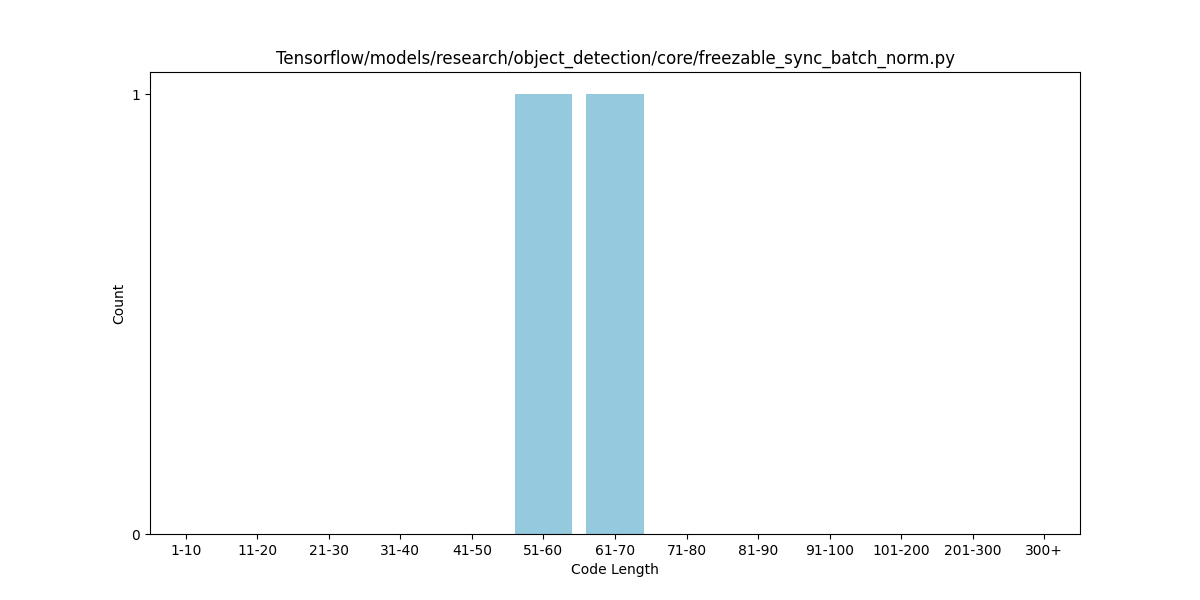 Tensorflow/models/research/object_detection/core/freezable_sync_batch_norm.py
1
Count
0
1-10 11-20 21-30 31-40 41-50 51-60 61-70 71-80 81-90 91-100 101-200 201-300 300+
Code Length